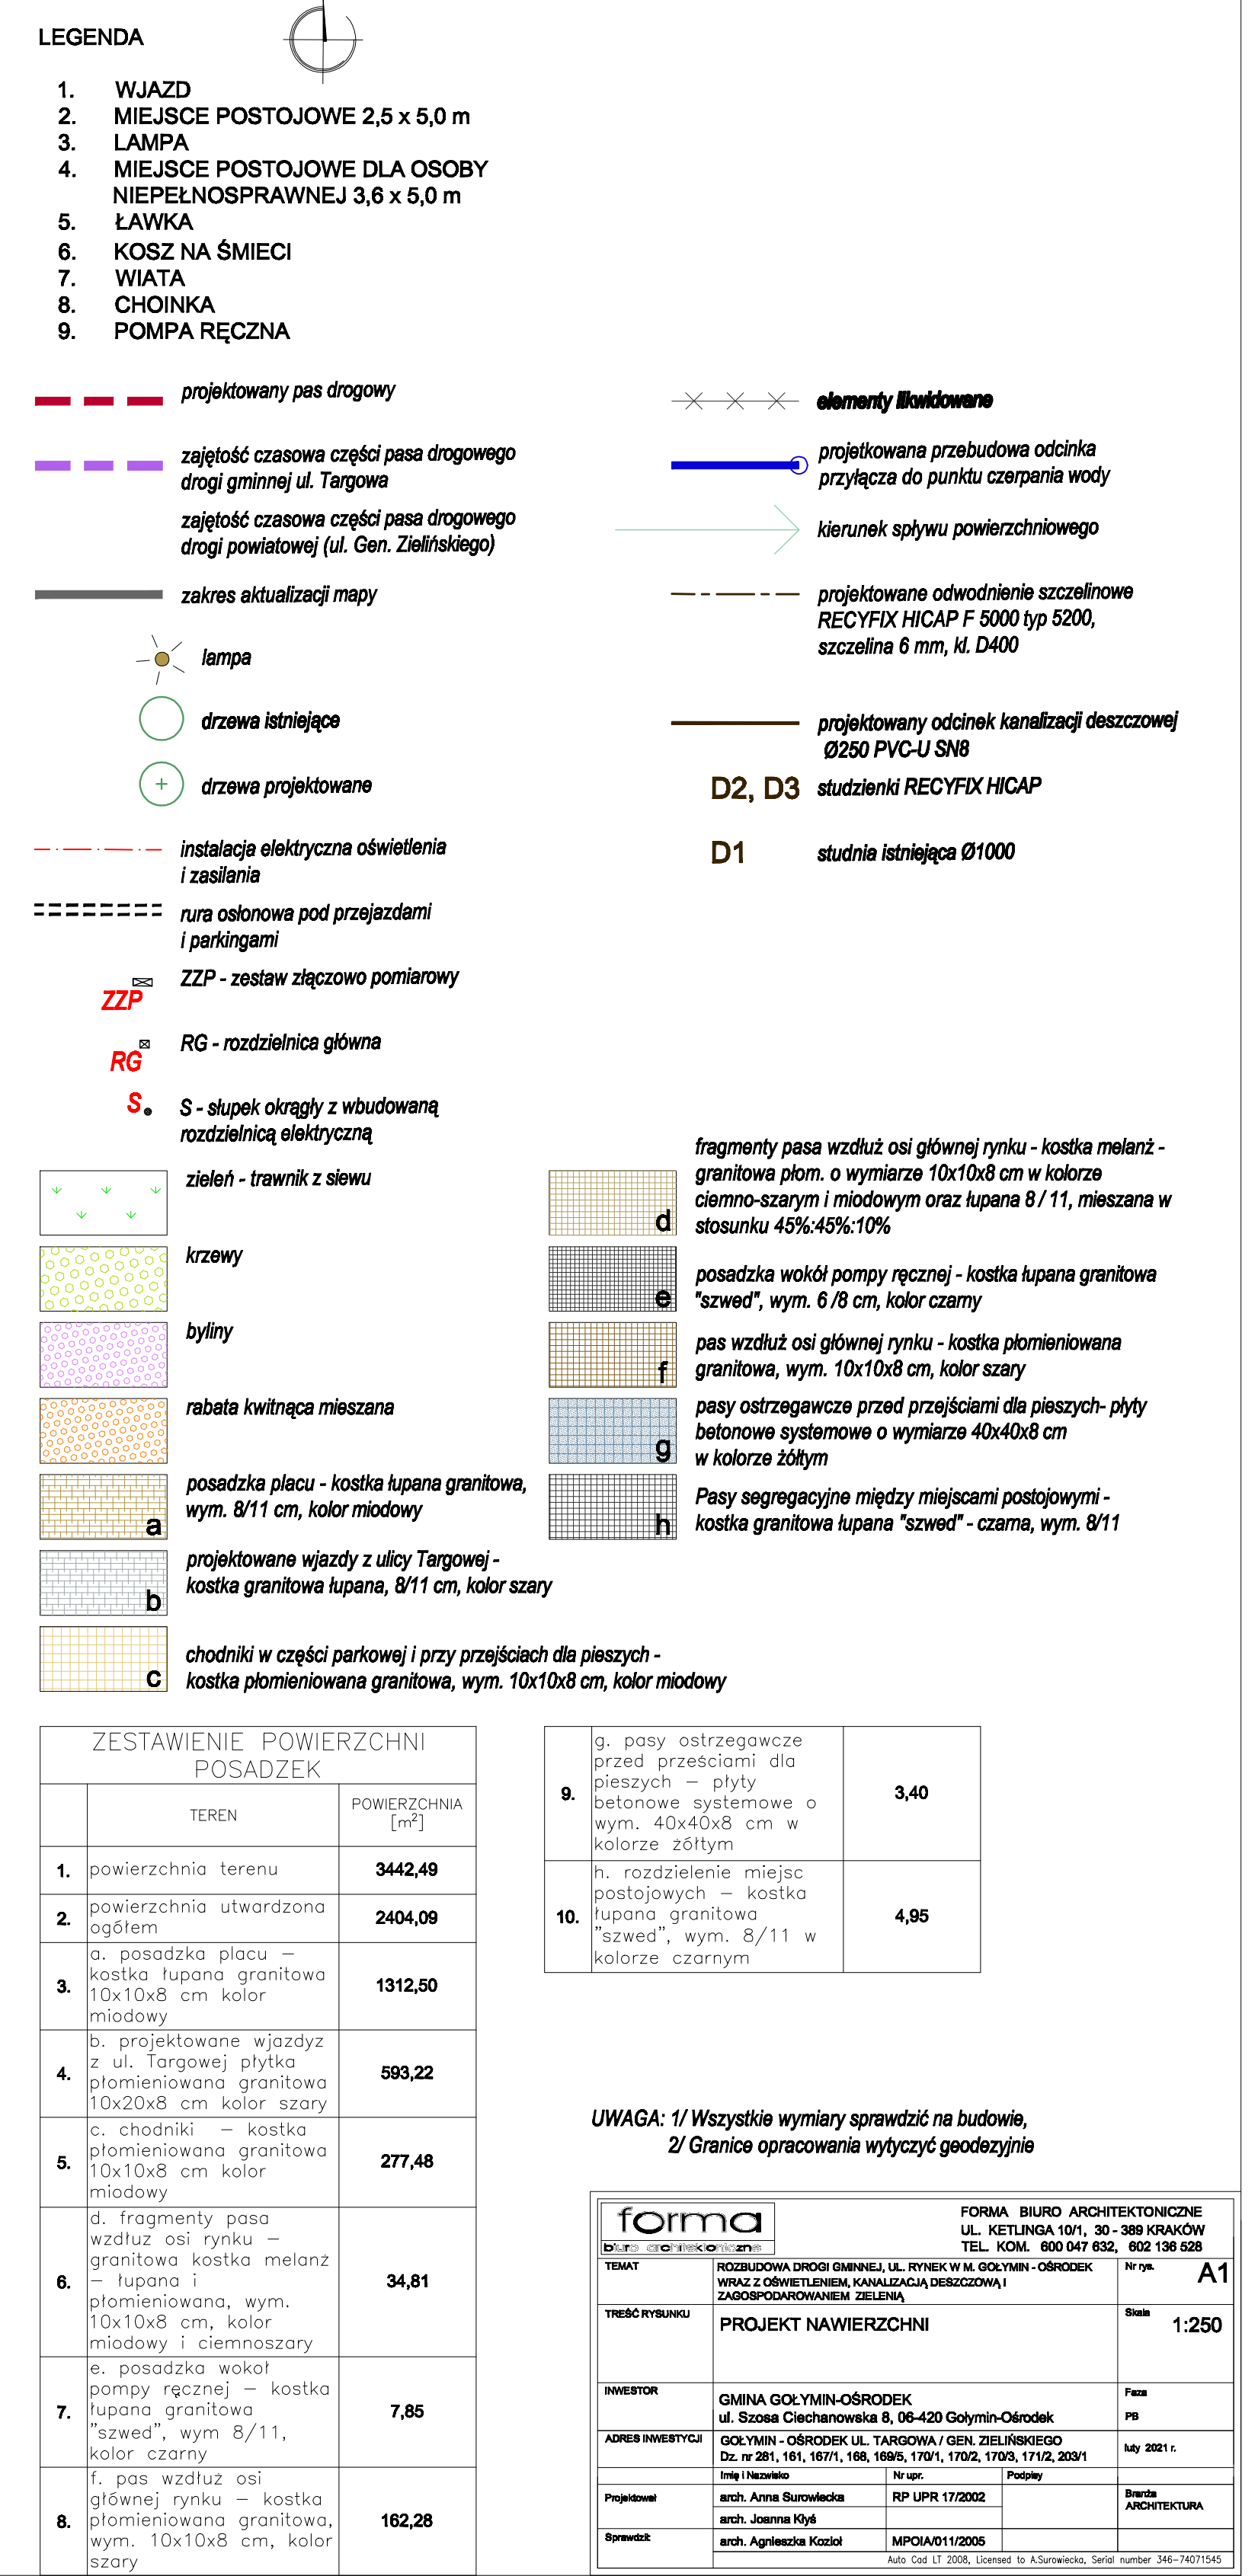 LEGENDA
1. WJAZD
2. MIEJSCE POSTOJOWE 2,5 x 5,0 m
3. LAMPA
4. MIEJSCE POSTOJOWE DLA OSOBY
NIEPEŁNOSPRAWNEJ 3,6 x 5,0 m
5. ŁAWKA
6. KOSZ NA ŚMIECI
7. WIATA
8. CHOINKA
9. POMPA RĘCZNA
projektowany pas drogowy
zajętość czasowa części pasa drogowego
drogi gminnej ul. Targowa
zajętość czasowa części pasa drogowego
drogi powiatowej (ul. Gen. Zielińskiego)
zakres aktualizacji mapy
lampa
drzewa istniejące
drzewa projektowane
instalacja elektryczna oświetlenia
i zasilania
rura osłonowa pod przejazdami
i parkingami
ZZP
ZZP - zestaw złączowo pomiarowy
RG
RG - rozdzielnica główna
S
S - słupek okrągły z wbudowaną
rozdzielnicą elektryczną
elementy likwidowane
projetkowana przebudowa odcinka
przyłącza do punktu czerpania wody
kierunek spływu powierzchniowego
projektowane odwodnienie szczelinowe
RECYFIX HICAP F 5000 typ 5200,
szczelina 6 mm, kl. D400
projektowany odcinek kanalizacji deszczowej
Ø250 PVC-U SN8
D2, D3 studzienki RECYFIX HICAP
D1 studnia istniejąca Ø1000
zieleń - trawnik z siewu
krzewy
byliny
rabata kwitnąca mieszana
a
posadzka placu - kostka łupana granitowa,
wym. 8/11 cm, kolor miodowy
b
projektowane wjazdy z ulicy Targowej -
kostka granitowa łupana, 8/11 cm, kolor szary
c
chodniki w części parkowej i przy przejściach dla pieszych -
kostka płomieniowana granitowa, wym. 10x10x8 cm, kolor miodowy
d
fragmenty pasa wzdłuż osi głównej rynku - kostka melanż -
granitowa płom. o wymiarze 10x10x8 cm w kolorze
ciemno-szarym i miodowym oraz łupana 8 / 11, mieszana w
stosunku 45%:45%:10%
e
posadzka wokół pompy ręcznej - kostka łupana granitowa
"szwed", wym. 6 /8 cm, kolor czarny
f
pas wzdłuż osi głównej rynku - kostka płomieniowana
granitowa, wym. 10x10x8 cm, kolor szary
g
pasy ostrzegawcze przed przejściami dla pieszych- płyty
betonowe systemowe o wymiarze 40x40x8 cm
w kolorze żółtym
h
Pasy segregacyjne między miejscami postojowymi -
kostka granitowa łupana "szwed" - czarna, wym. 8/11
ZESTAWIENIE POWIERZCHNI
POSADZEK
TEREN
POWIERZCHNIA
[m²]
1. powierzchnia terenu 3442,49
2. powierzchnia utwardzona
ogółem
2404,09
3. a. posadzka placu –
kostka łupana granitowa
10x10x8 cm kolor
miodowy
1312,50
4. b. projektowane wjazdyz
z ul. Targowej płytka
płomieniowana granitowa
10x20x8 cm kolor szary
593,22
5. c. chodniki – kostka
płomieniowana granitowa
10x10x8 cm kolor
miodowy
277,48
6. d. fragmenty pasa
wzdłuz osi rynku –
granitowa kostka melanż
– łupana i
płomieniowana, wym.
10x10x8 cm, kolor
miodowy i ciemnoszary
34,81
7. e. posadzka wokoł
pompy ręcznej – kostka
łupana granitowa
"szwed", wym 8/11,
kolor czarny
7,85
8. f. pas wzdłuż osi
głównej rynku – kostka
płomieniowana granitowa,
wym. 10x10x8 cm, kolor
szary
162,28
9. g. pasy ostrzegawcze
przed prześciami dla
pieszych – płyty
betonowe systemowe o
wym. 40x40x8 cm w
kolorze żółtym
3,40
10. h. rozdzielenie miejsc
postojowych – kostka
łupana granitowa
"szwed", wym. 8/11 w
kolorze czarnym
4,95
UWAGA: 1/ Wszystkie wymiary sprawdzić na budowie,
2/ Granice opracowania wytyczyć geodezyjnie
forma
biuro architektoniczne
FORMA BIURO ARCHITEKTONICZNE
UL. KETLINGA 10/1, 30 - 389 KRAKÓW
TEL. KOM. 600 047 632, 602 136 528
TEMAT
ROZBUDOWA DROGI GMINNEJ, UL. RYNEK W M. GOŁYMIN - OŚRODEK
WRAZ Z OŚWIETLENIEM, KANALIZACJĄ DESZCZOWĄ I
ZAGOSPODAROWANIEM ZIELENIĄ
Nr rys. A1
TREŚĆ RYSUNKU
PROJEKT NAWIERZCHNI
Skala 1:250
INWESTOR
GMINA GOŁYMIN-OŚRODEK
ul. Szosa Ciechanowska 8, 06-420 Gołymin-Ośrodek
Faza
PB
ADRES INWESTYCJI
GOŁYMIN - OŚRODEK UL. TARGOWA / GEN. ZIELIŃSKIEGO
Dz. nr 281, 161, 167/1, 168, 169/5, 170/1, 170/2, 170/3, 171/2, 203/1
luty 2021 r.
Imię i Nazwisko Nr upr. Podpisy
Projektował arch. Anna Surowiecka RP UPR 17/2002
Branża
ARCHITEKTURA
arch. Joanna Kłyś
Sprawdził: arch. Agnieszka Kozioł MPOIA/011/2005
Auto Cad LT 2008, Licensed to A.Surowiecka, Serial number 346-74071545